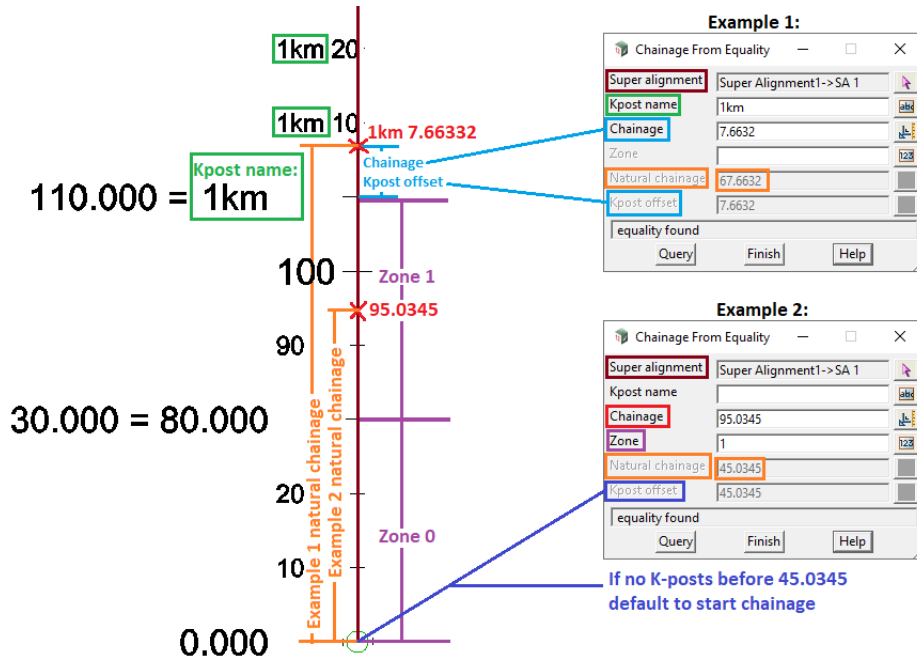 Example 1:
Chainage From Equality
Super alignment Super Alignment1->SA 1
Kpost name 1km
abc
Chainage 7.6632
Zone
123
Natural chainage 67.6632
Kpost offset 7.6632
equality found
Query Finish Help
1km 20
1km 10
1km 7.66332
Chainage
Kpost offset
Kpost name:
110.000 = 1km
100
Zone 1
95.0345
90
30.000 = 80.000
20
Zone 0
10
0.000
Example 1 natural chainage
Example 2 natural chainage
Example 2:
Chainage From Equality
Super alignment Super Alignment1->SA 1
Kpost name
abc
Chainage 95.0345
Zone 1
123
Natural chainage 45.0345
Kpost offset 45.0345
equality found
Query Finish Help
If no K-posts before 45.0345
default to start chainage